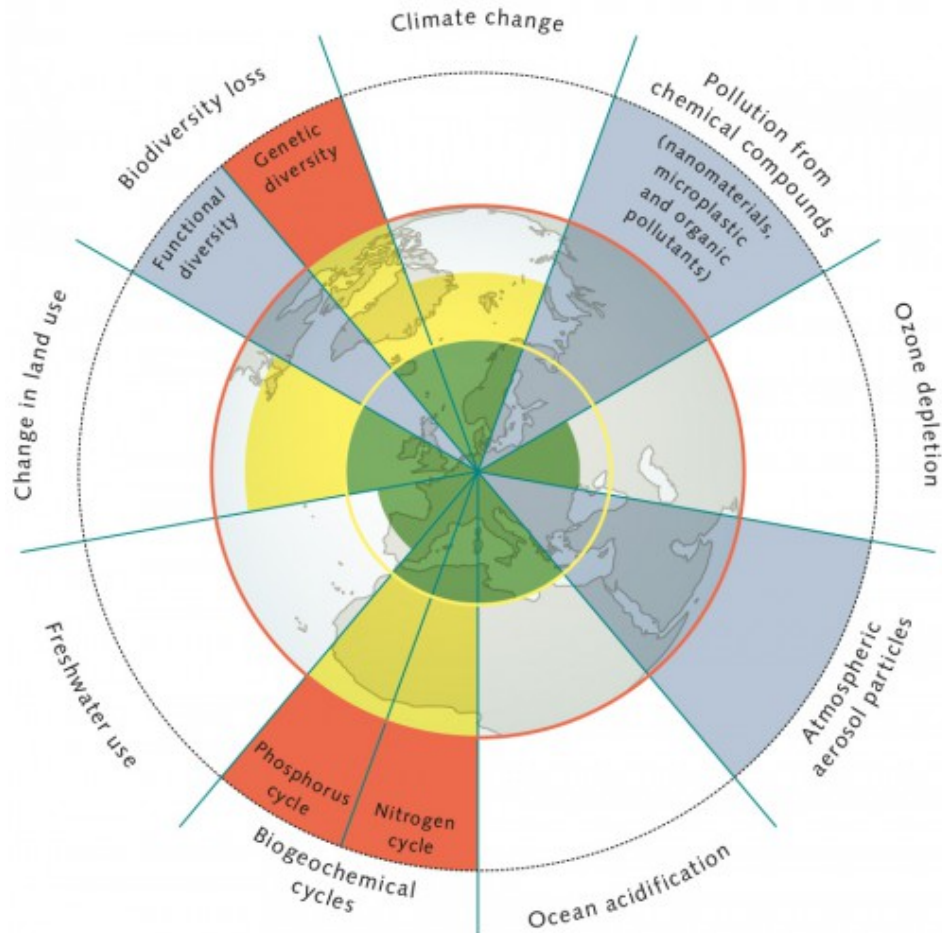 Climate change
Biodiversity loss
Genetic
diversity
Functional
diversity
Pollution from
chemical compounds
(nanomaterials,
microplastic
and organic
pollutants)
Change in land use
Ozone depletion
Freshwater use
Phosphorus
cycle
Nitrogen
cycle
Biogeochemical
cycles
Atmospheric
aerosol particles
Ocean acidification